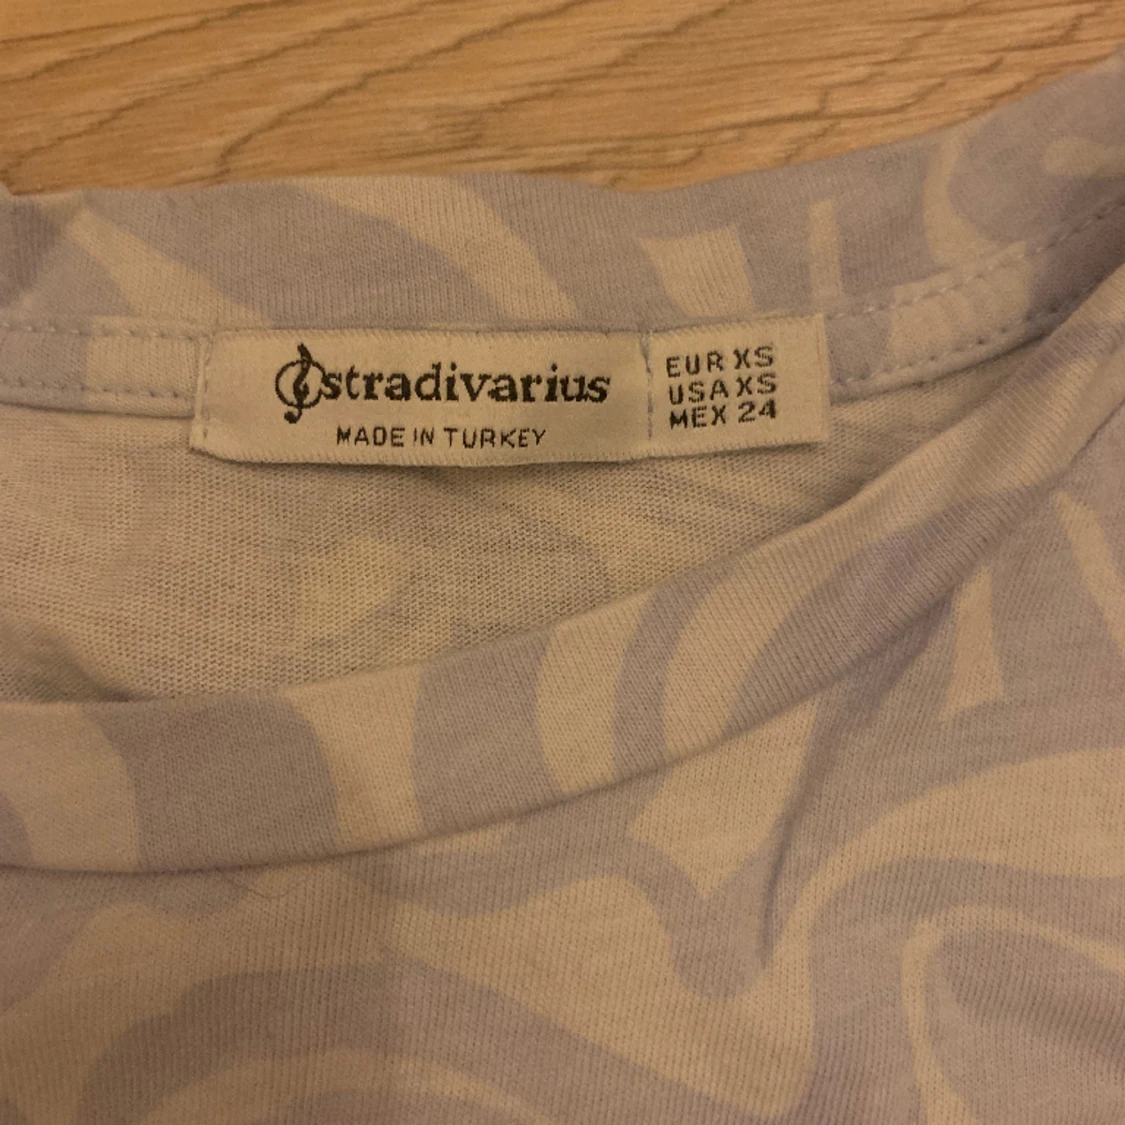 stradivarius
MADE IN TURKEY
EUR XS
USA XS
MEX 24